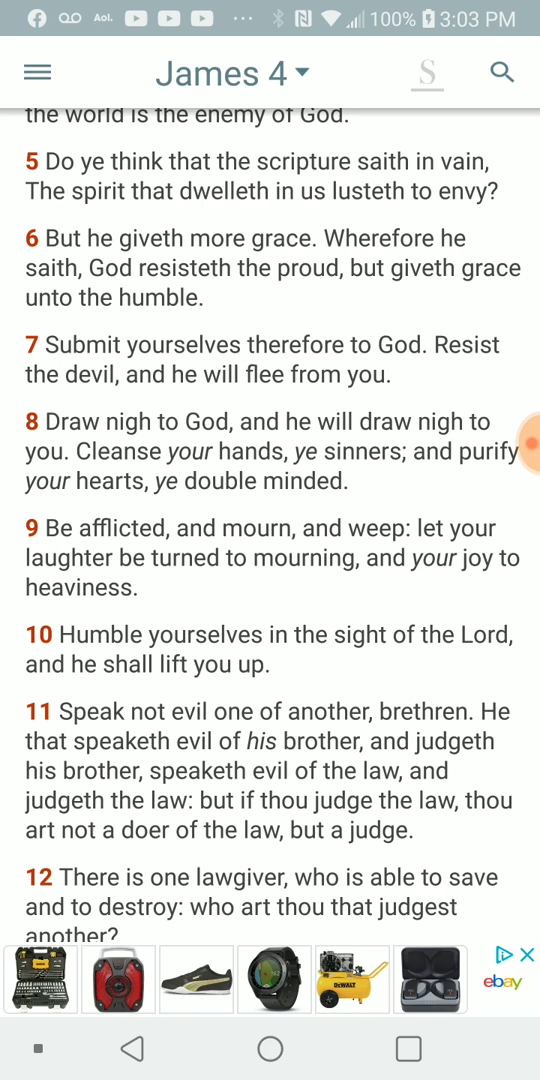 Aol.
100% 3:03 PM
James 4
S
the world is the enemy of God.
5 Do ye think that the scripture saith in vain,
The spirit that dwelleth in us lusteth to envy?
6 But he giveth more grace. Wherefore he
saith, God resisteth the proud, but giveth grace
unto the humble.
7 Submit yourselves therefore to God. Resist
the devil, and he will flee from you.
8 Draw nigh to God, and he will draw nigh to
you. Cleanse your hands, ye sinners; and purify
your hearts, ye double minded.
9 Be afflicted, and mourn, and weep: let your
laughter be turned to mourning, and your joy to
heaviness.
10 Humble yourselves in the sight of the Lord,
and he shall lift you up.
11 Speak not evil one of another, brethren. He
that speaketh evil of his brother, and judgeth
his brother, speaketh evil of the law, and
judgeth the law: but if thou judge the law, thou
art not a doer of the law, but a judge.
12 There is one lawgiver, who is able to save
and to destroy: who art thou that judgest
another?
DEWALT
ebay